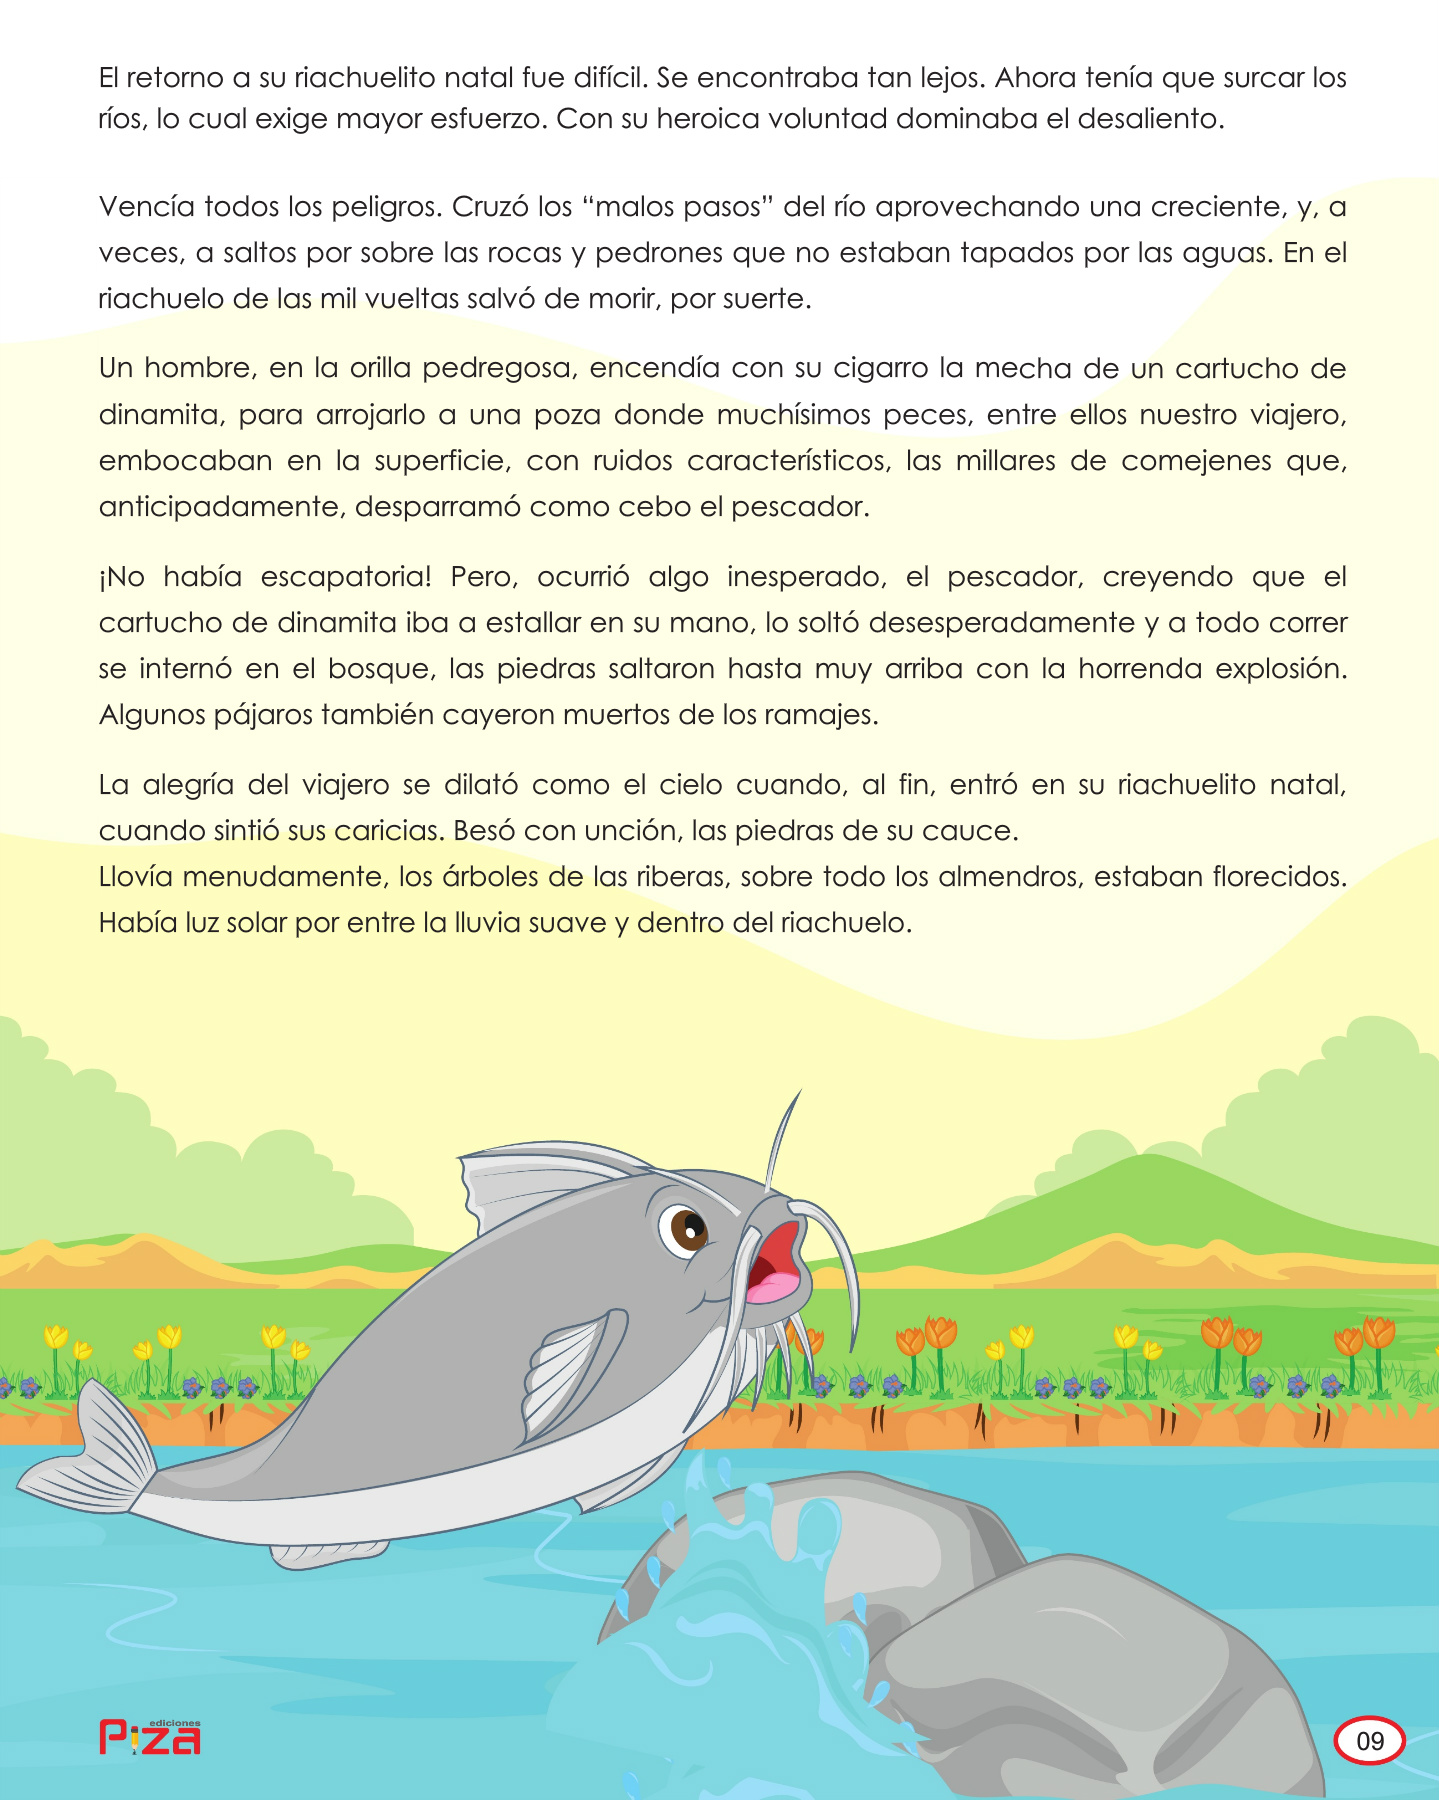 El retorno a su riachuelito natal fue difícil. Se encontraba tan lejos. Ahora tenía que surcar los
ríos, lo cual exige mayor esfuerzo. Con su heroica voluntad dominaba el desaliento.
Vencía todos los peligros. Cruzó los “malos pasos” del río aprovechando una creciente, y, a
veces, a saltos por sobre las rocas y pedrones que no estaban tapados por las aguas. En el
riachuelo de las mil vueltas salvó de morir, por suerte.
Un hombre, en la orilla pedregosa, encendía con su cigarro la mecha de un cartucho de
dinamita, para arrojarlo a una poza donde muchísimos peces, entre ellos nuestro viajero,
embocaban en la superficie, con ruidos característicos, las millares de comejenes que,
anticipadamente, desparramó como cebo el pescador.
¡No había escapatoria! Pero, ocurrió algo inesperado, el pescador, creyendo que el
cartucho de dinamita iba a estallar en su mano, lo soltó desesperadamente y a todo correr
se internó en el bosque, las piedras saltaron hasta muy arriba con la horrenda explosión.
Algunos pájaros también cayeron muertos de los ramajes.
La alegría del viajero se dilató como el cielo cuando, al fin, entró en su riachuelito natal,
cuando sintió sus caricias. Besó con unción, las piedras de su cauce.
Llovía menudamente, los árboles de las riberas, sobre todo los almendros, estaban florecidos.
Había luz solar por entre la lluvia suave y dentro del riachuelo.
ediciones
Piza
09